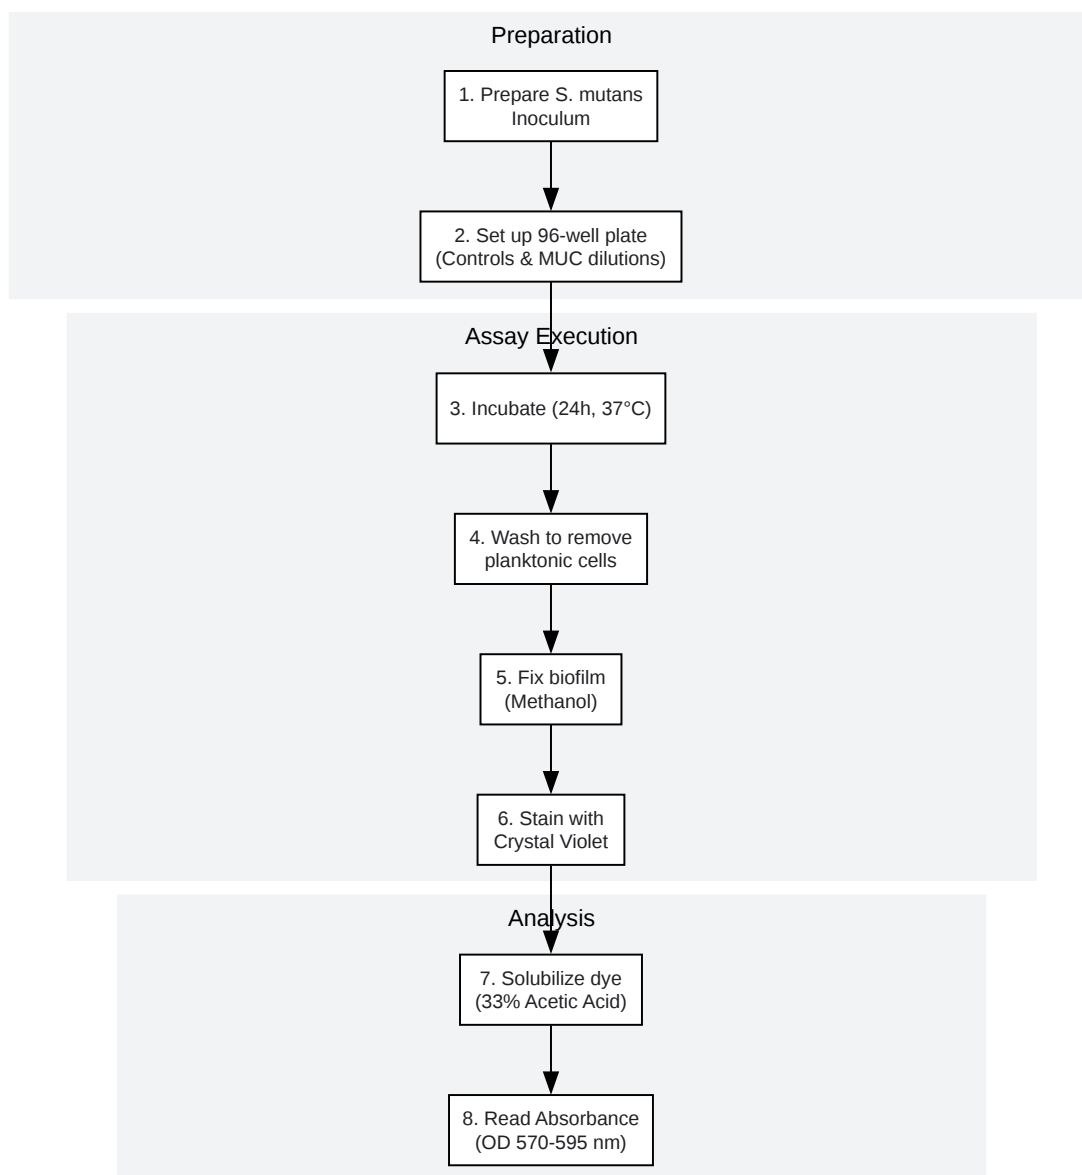 Preparation
1. Prepare S. mutans
Inoculum
2. Set up 96-well plate
(Controls & MUC dilutions)
Assay Execution
3. Incubate (24h, 37°C)
4. Wash to remove
planktonic cells
5. Fix biofilm
(Methanol)
6. Stain with
Crystal Violet
Analysis
7. Solubilize dye
(33% Acetic Acid)
8. Read Absorbance
(OD 570-595 nm)